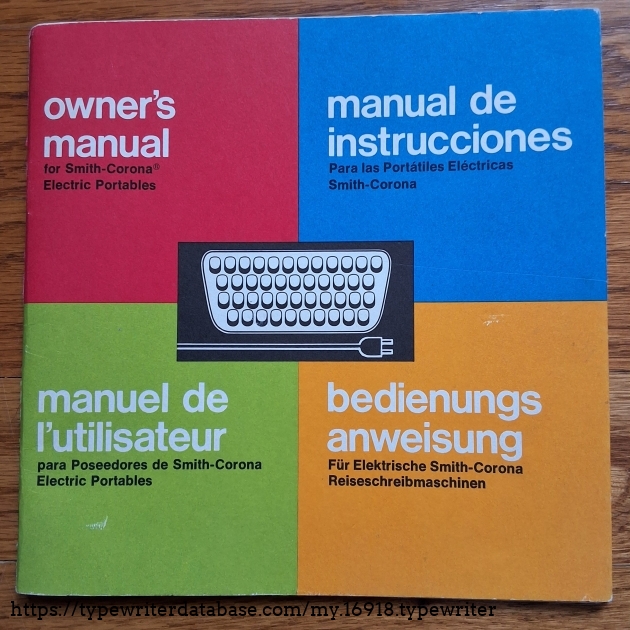 owner's
manual
for Smith-Corona®
Electric Portables
manual de
instrucciones
Para las Portátiles Eléctricas
Smith-Corona
manuel de
l'utilisateur
para Poseedores de Smith-Corona
Electric Portables
bedienungs
anweisung
Für Elektrische Smith-Corona
Reiseschreibmaschinen
https://typewriterdatabase.com/my.16918.typewriter